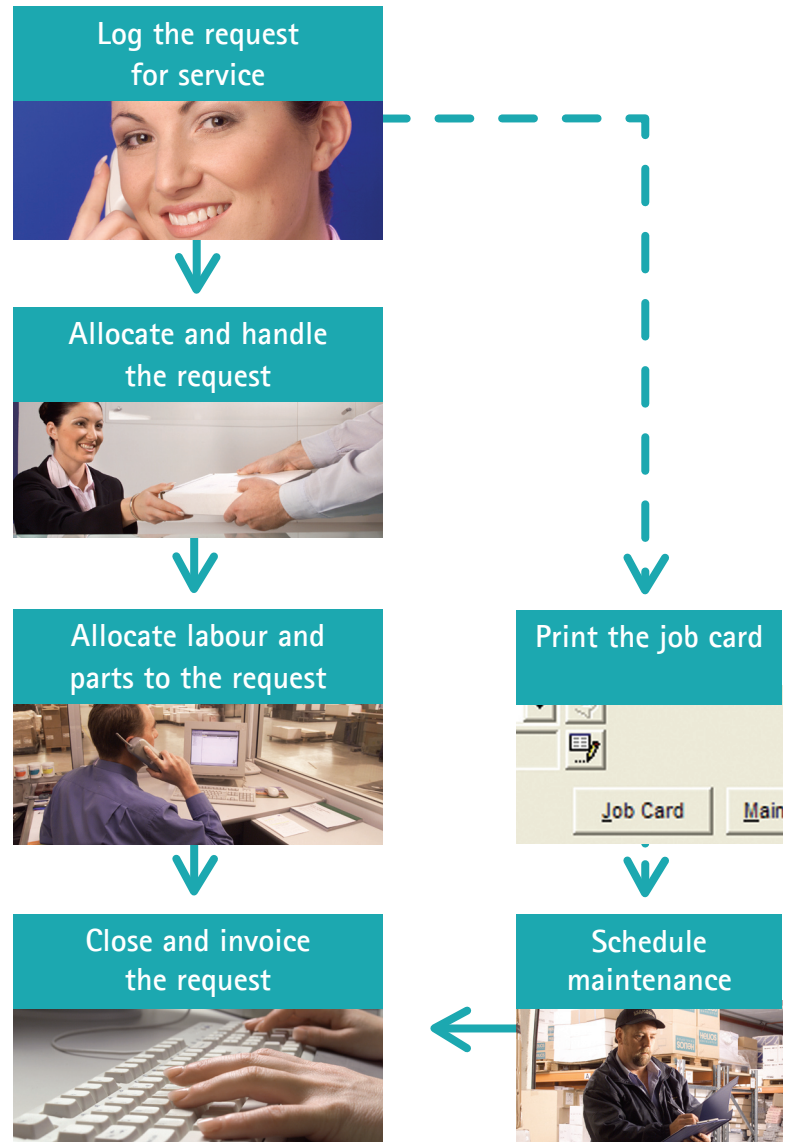 Log the request
for service
Allocate and handle
the request
Allocate labour and
parts to the request
Print the job card
Job Card
Main
Close and invoice
the request
Schedule
maintenance